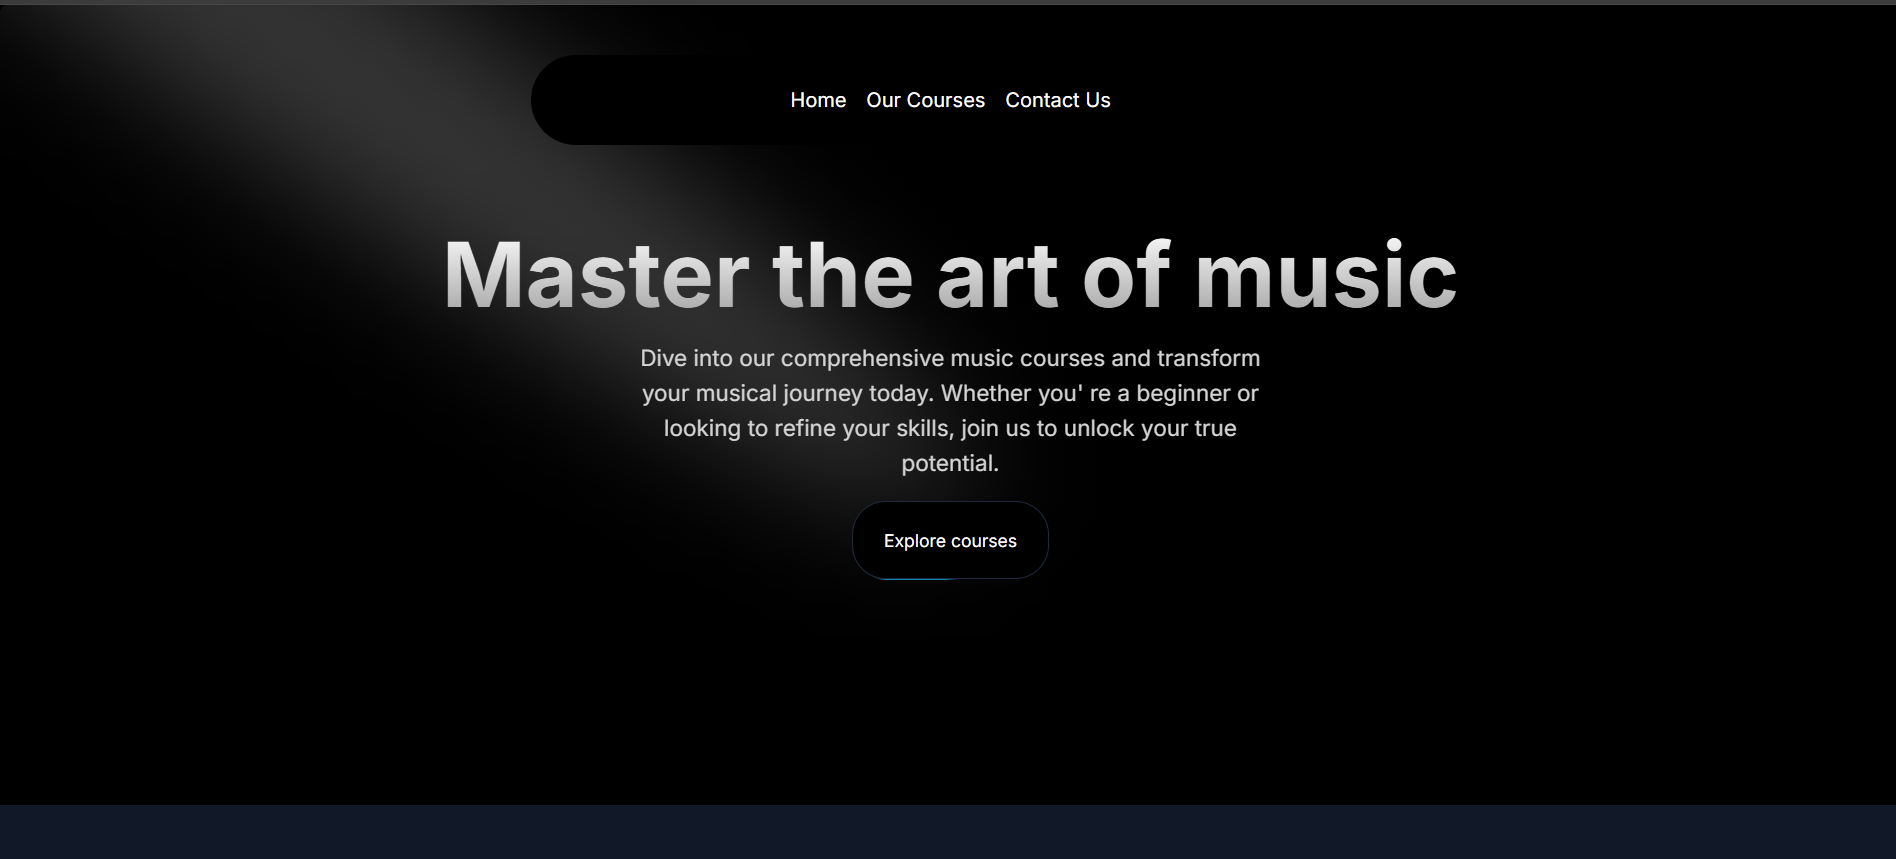 Home Our Courses Contact Us
Master the art of music
Dive into our comprehensive music courses and transform
your musical journey today. Whether you' re a beginner or
looking to refine your skills, join us to unlock your true
potential.
Explore courses